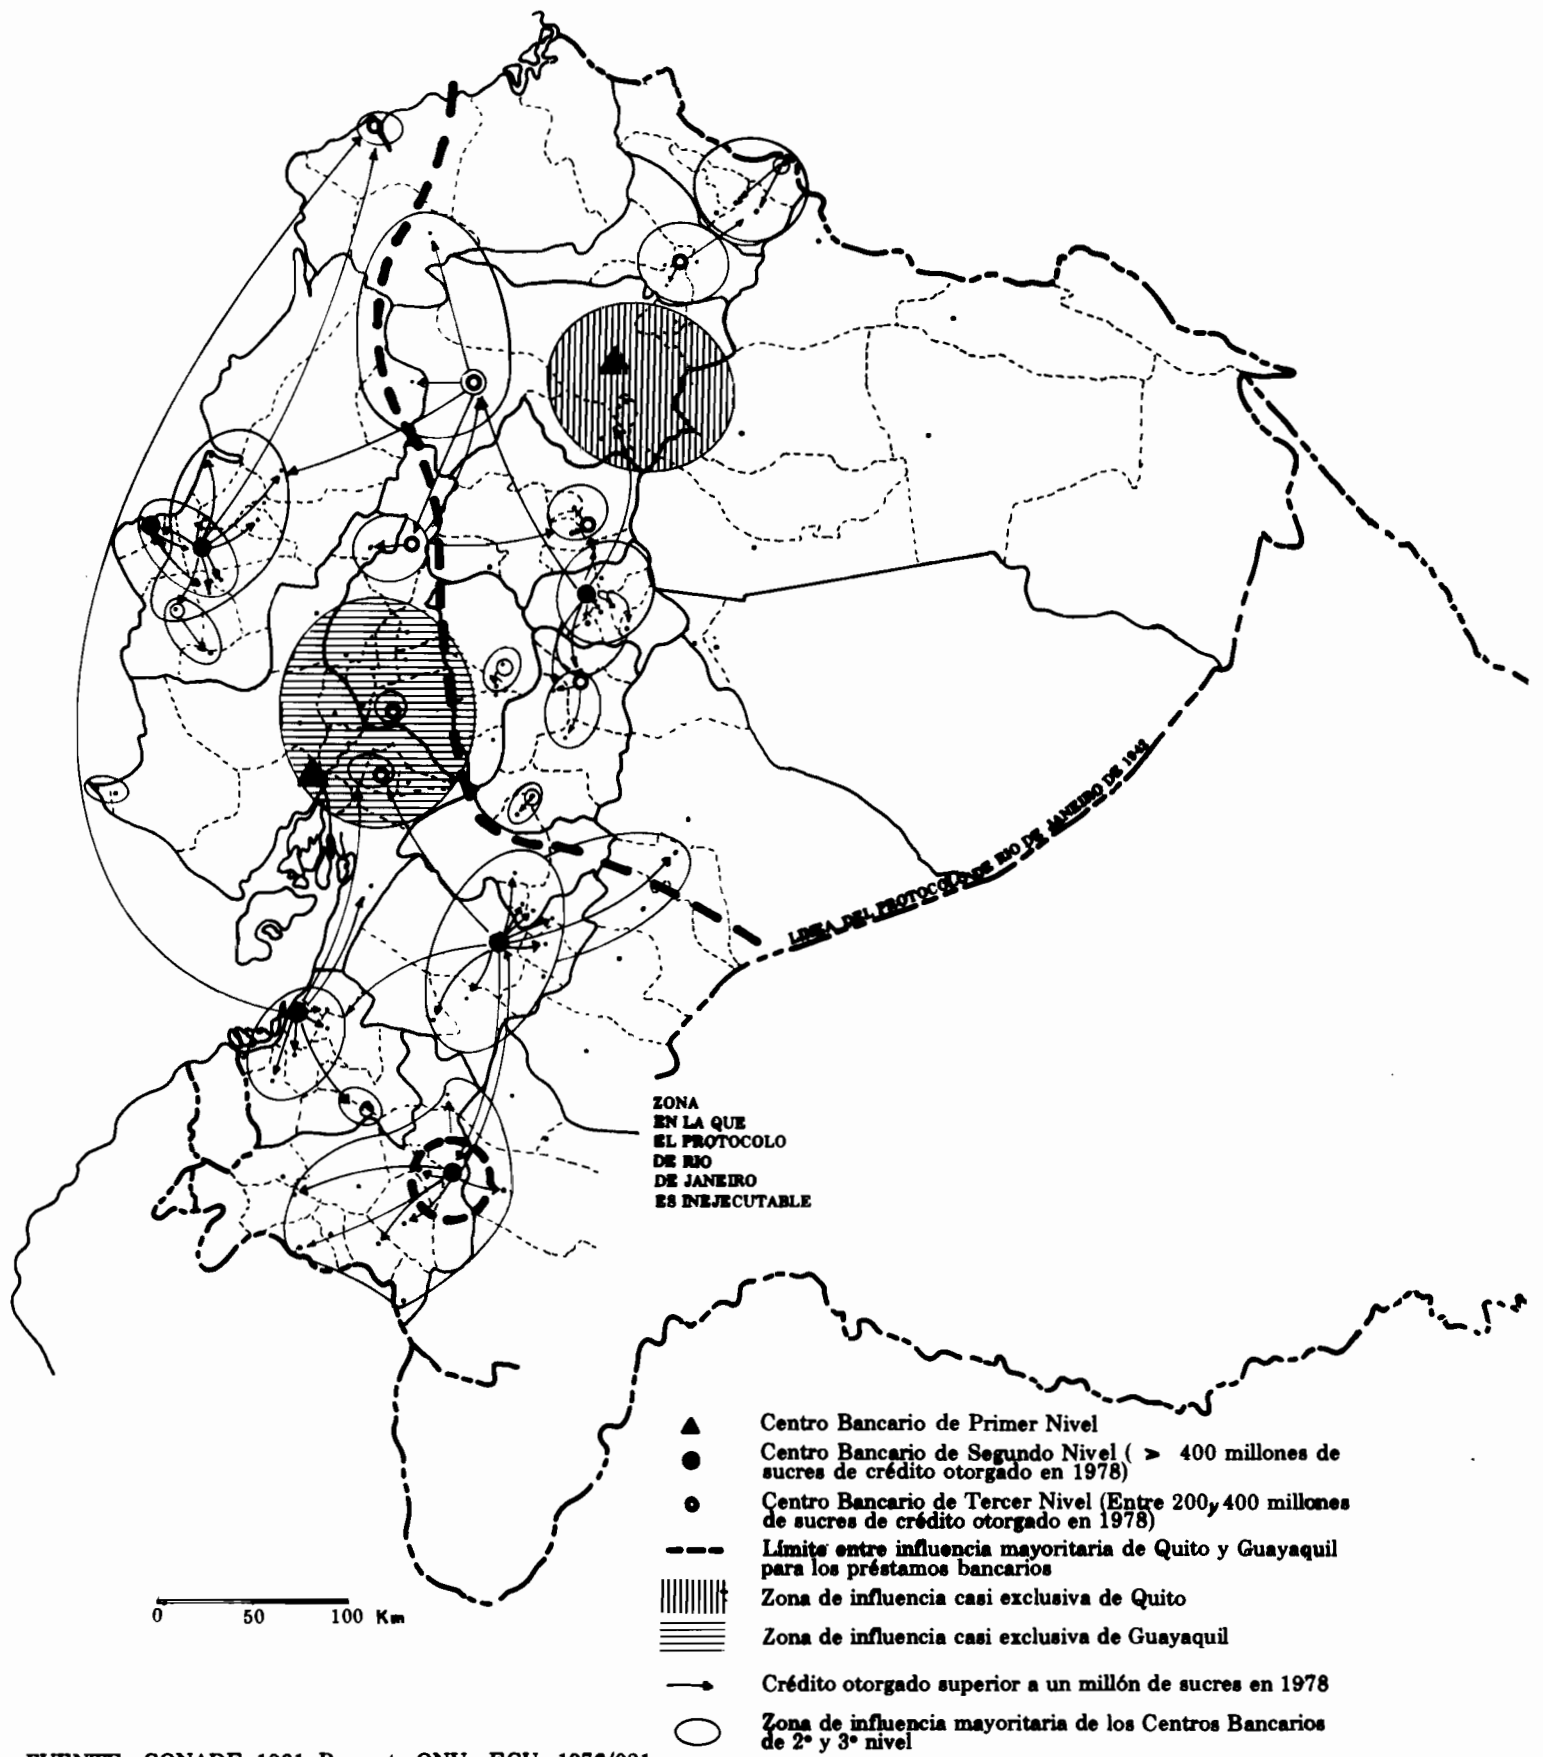 LINEA DEL PROTOCOLO DE RIO DE JANEIRO DE 1942
ZONA
EN LA QUE
EL PROTOCOLO
DE RIO
DE JANEIRO
ES INEJECUTABLE
Centro Bancario de Primer Nivel
Centro Bancario de Segundo Nivel ( > 400 millones de
sucres de crédito otorgado en 1978)
Centro Bancario de Tercer Nivel (Entre 200 y 400 millones
de sucres de crédito otorgado en 1978)
Límite entre influencia mayoritaria de Quito y Guayaquil
para los préstamos bancarios
Zona de influencia casi exclusiva de Quito
Zona de influencia casi exclusiva de Guayaquil
Crédito otorgado superior a un millón de sucres en 1978
Zona de influencia mayoritaria de los Centros Bancarios
de 2º y 3º nivel
0 50 100 Km